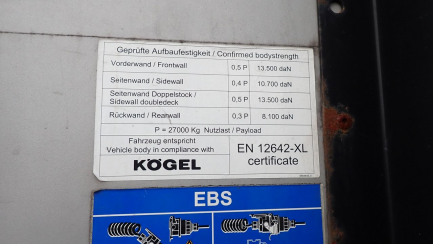 Geprüfte Aufbaufestigkeit / Confirmed bodystrength
Vorderwand / Frontwall 0,5 P 13.500 daN
Seitenwand / Sidewall 0,4 P 10.700 daN
Seitenwand Doppelstock /
Sidewall doubledeck 0,5 P 13.500 daN
Rückwand / Rearwall 0,3 P 8.100 daN
P = 27000 Kg Nutzlast / Payload
Fahrzeug entspricht
Vehicle body in compliance with
KÖGEL
EN 12642-XL
certificate
EBS